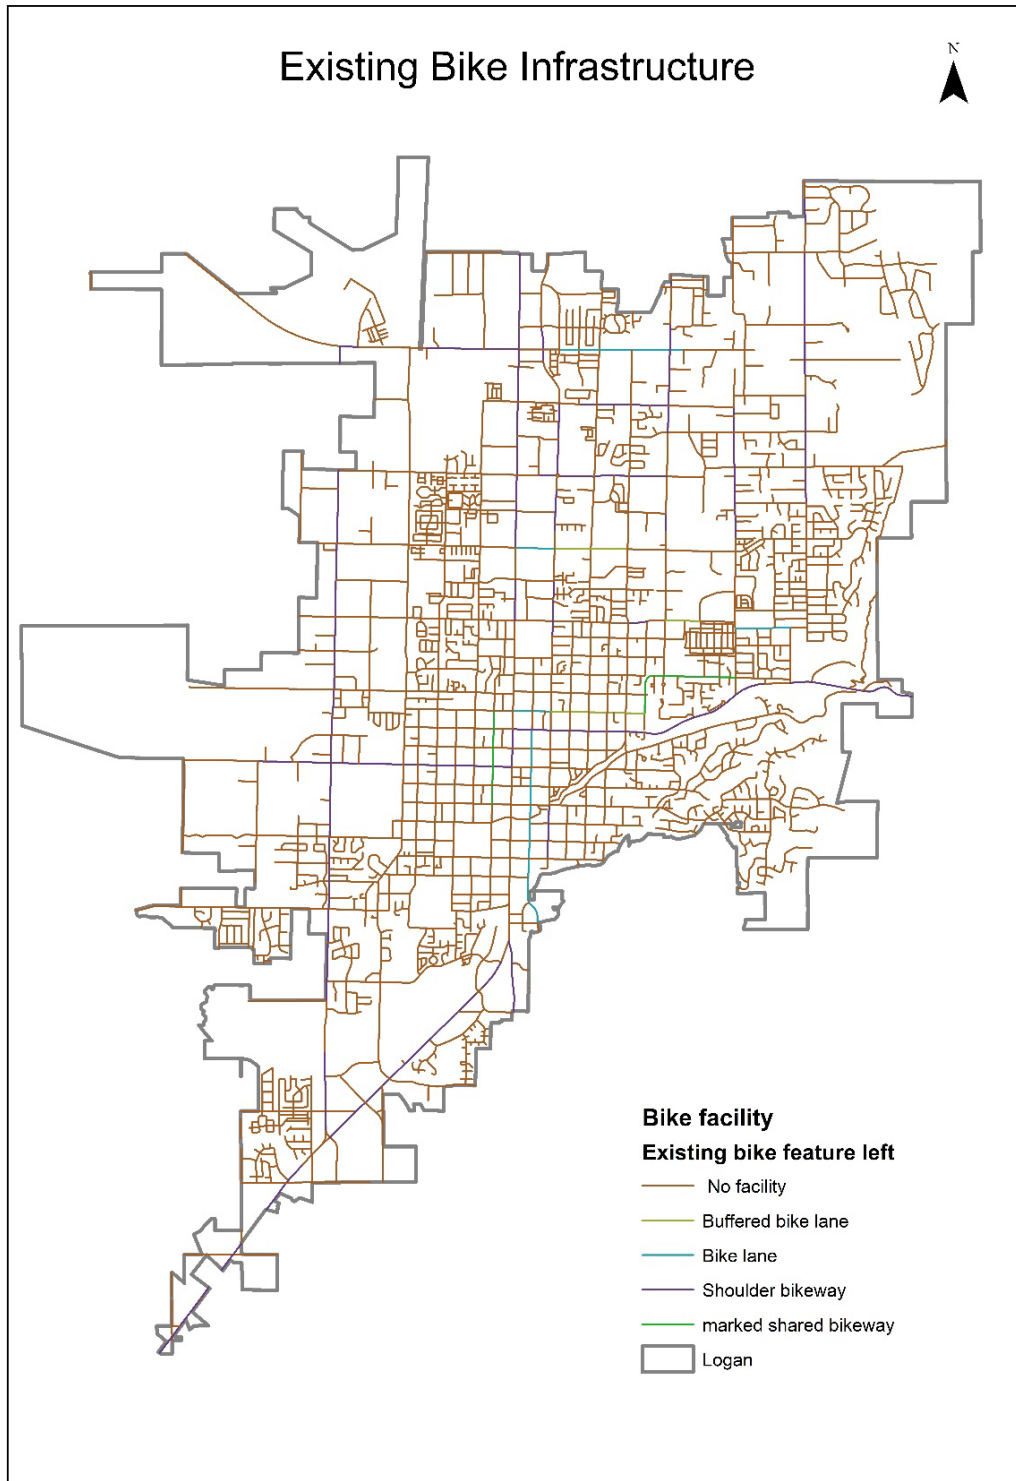 Existing Bike Infrastructure
N
Bike facility
Existing bike feature left
No facility
Buffered bike lane
Bike lane
Shoulder bikeway
marked shared bikeway
Logan